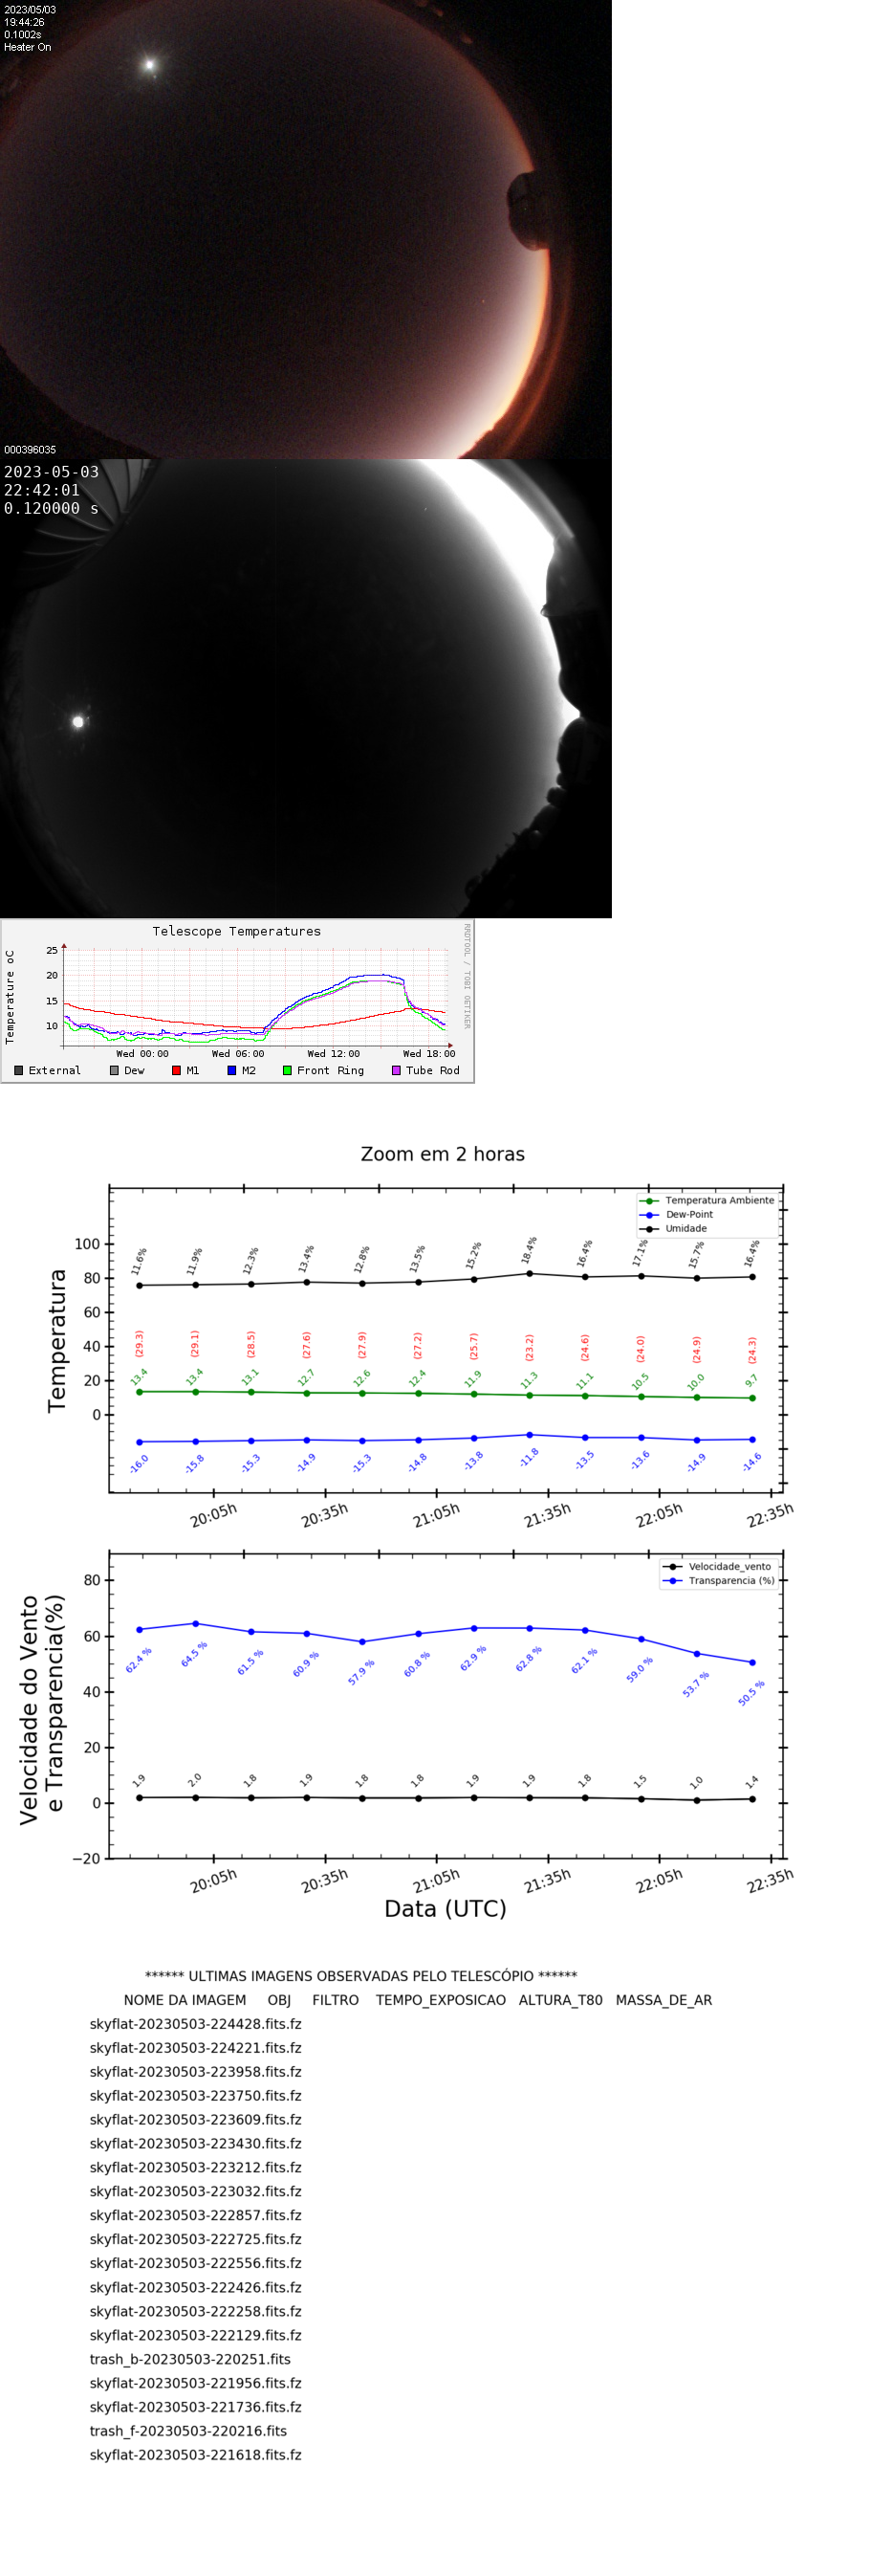 2023/05/03
19:44:26
0.1002s
Heater On
000396035
2023-05-03
22:42:01
0.120000 s
Telescope Temperatures
RRDTOOL / TOBI OETIKER
Temperature oC
25
20
15
10
Wed 00:00 Wed 06:00 Wed 12:00 Wed 18:00
External Dew M1 M2 Front Ring Tube Rod
Zoom em 2 horas
Temperatura Ambiente
Dew-Point
Umidade
Temperatura
100
80
60
40
20
0
11.6% 11.9% 12.3% 13.4% 12.8% 13.5% 15.2% 18.4% 16.4% 17.1% 15.7% 16.4%
(29.3) (29.1) (28.5) (27.6) (27.9) (27.2) (25.7) (23.2) (24.6) (24.0) (24.9) (24.3)
13.4 13.4 13.1 12.7 12.6 12.4 11.9 11.3 11.1 10.5 10.0 9.7
-16.0 -15.8 -15.3 -14.9 -15.3 -14.8 -13.8 -11.8 -13.5 -13.6 -14.9 -14.6
20:05h 20:35h 21:05h 21:35h 22:05h 22:35h
Velocidade_vento
Transparencia (%)
Velocidade do Vento
e Transparencia(%)
80
60
40
20
0
−20
62.4 % 64.5 % 61.5 % 60.9 % 57.9 % 60.8 % 62.9 % 62.8 % 62.1 % 59.0 % 53.7 % 50.5 %
1.9 2.0 1.8 1.9 1.8 1.8 1.9 1.9 1.8 1.5 1.0 1.4
20:05h 20:35h 21:05h 21:35h 22:05h 22:35h
Data (UTC)
****** ULTIMAS IMAGENS OBSERVADAS PELO TELESCÓPIO ******
NOME DA IMAGEM OBJ FILTRO TEMPO_EXPOSICAO ALTURA_T80 MASSA_DE_AR
skyflat-20230503-224428.fits.fz
skyflat-20230503-224221.fits.fz
skyflat-20230503-223958.fits.fz
skyflat-20230503-223750.fits.fz
skyflat-20230503-223609.fits.fz
skyflat-20230503-223430.fits.fz
skyflat-20230503-223212.fits.fz
skyflat-20230503-223032.fits.fz
skyflat-20230503-222857.fits.fz
skyflat-20230503-222725.fits.fz
skyflat-20230503-222556.fits.fz
skyflat-20230503-222426.fits.fz
skyflat-20230503-222258.fits.fz
skyflat-20230503-222129.fits.fz
trash_b-20230503-220251.fits
skyflat-20230503-221956.fits.fz
skyflat-20230503-221736.fits.fz
trash_f-20230503-220216.fits
skyflat-20230503-221618.fits.fz